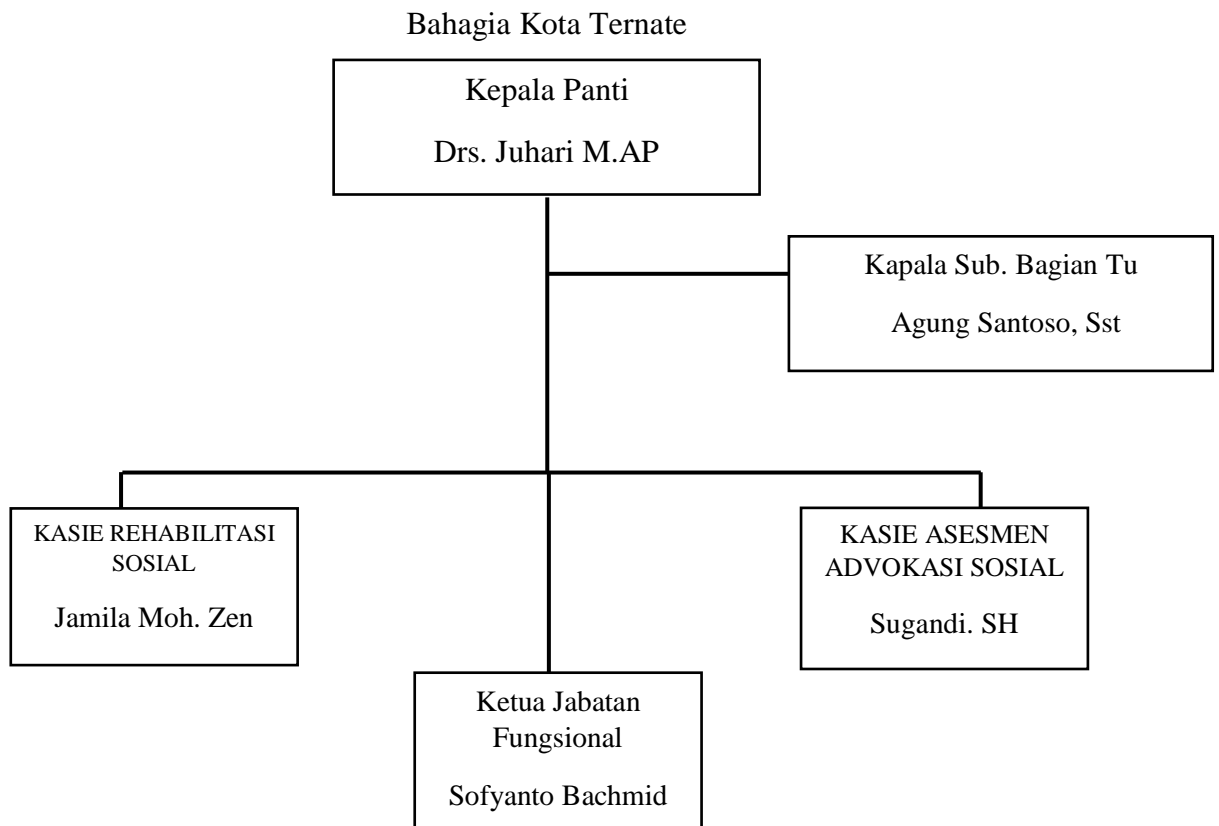 Bahagia Kota Ternate
Kepala Panti
Drs. Juhari M.AP
Kapala Sub. Bagian Tu
Agung Santoso, Sst
KASIE REHABILITASI
SOSIAL
Jamila Moh. Zen
KASIE ASESMEN
ADVOKASI SOSIAL
Sugandi. SH
Ketua Jabatan
Fungsional
Sofyanto Bachmid